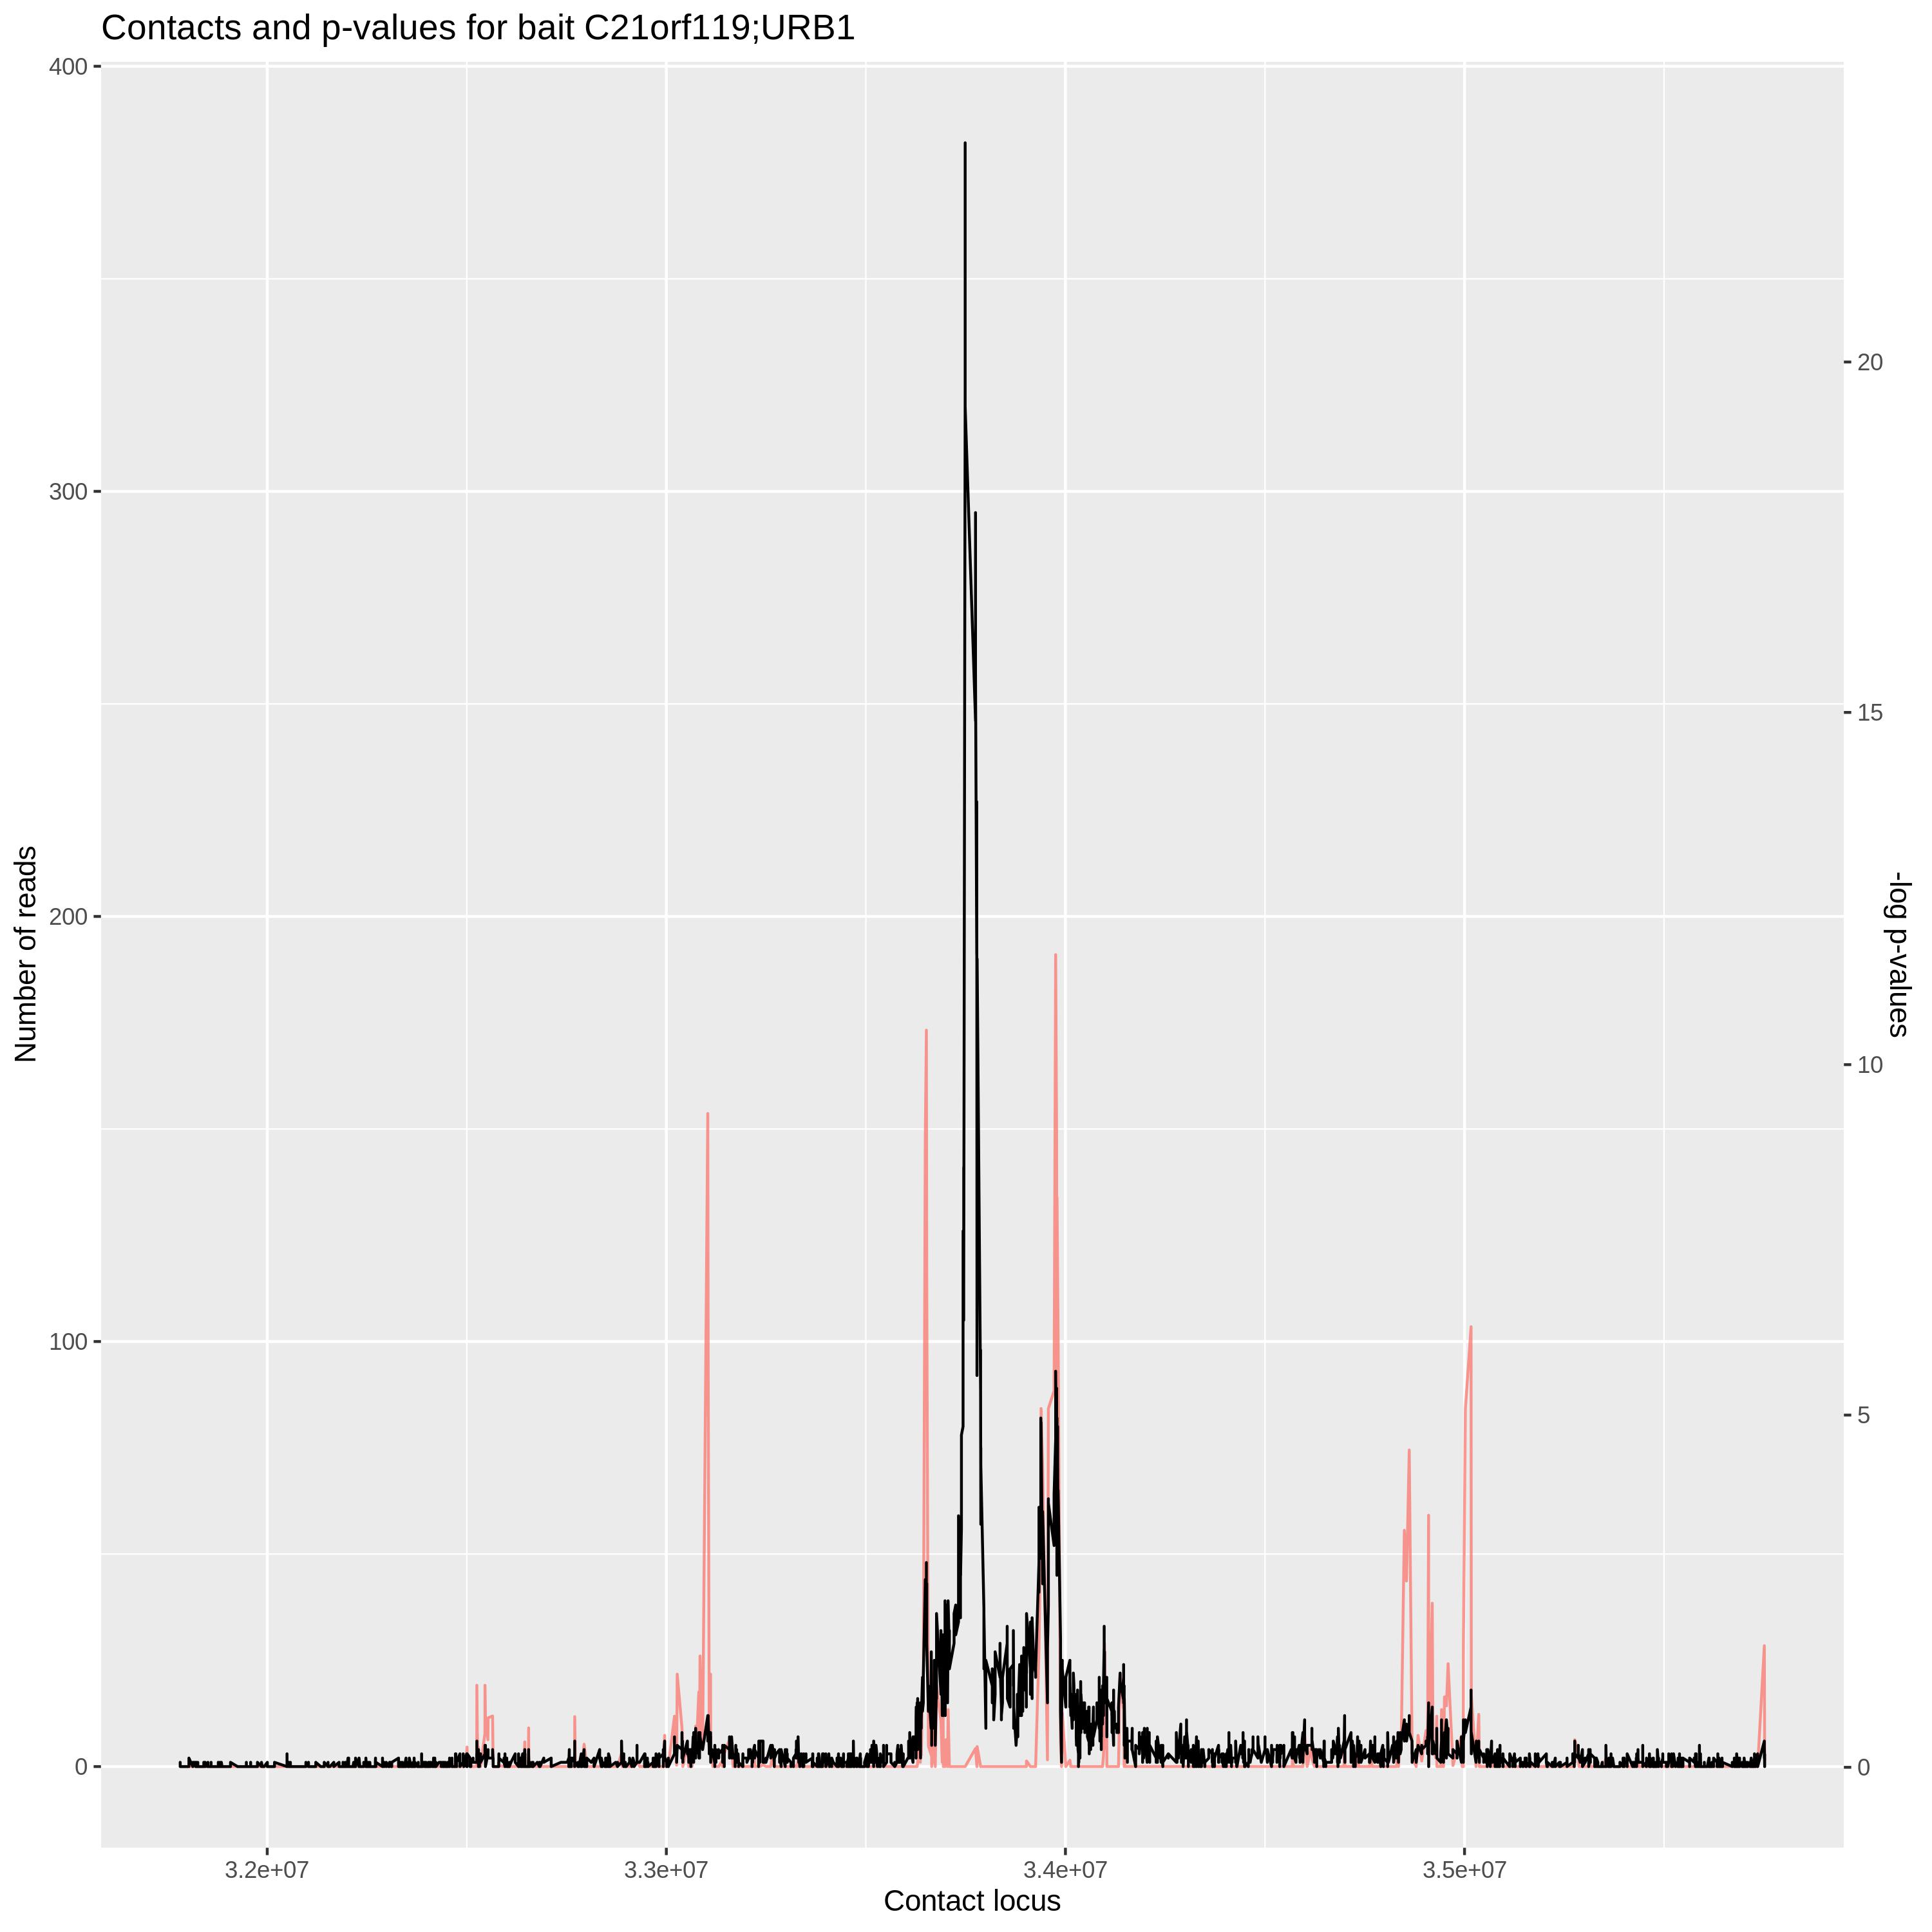 Contacts and p-values for bait C21orf119;URB1
400
300
200
100
0
Number of reads
20
15
10
5
0
-log p-values
3.2e+07
3.3e+07
3.4e+07
3.5e+07
Contact locus